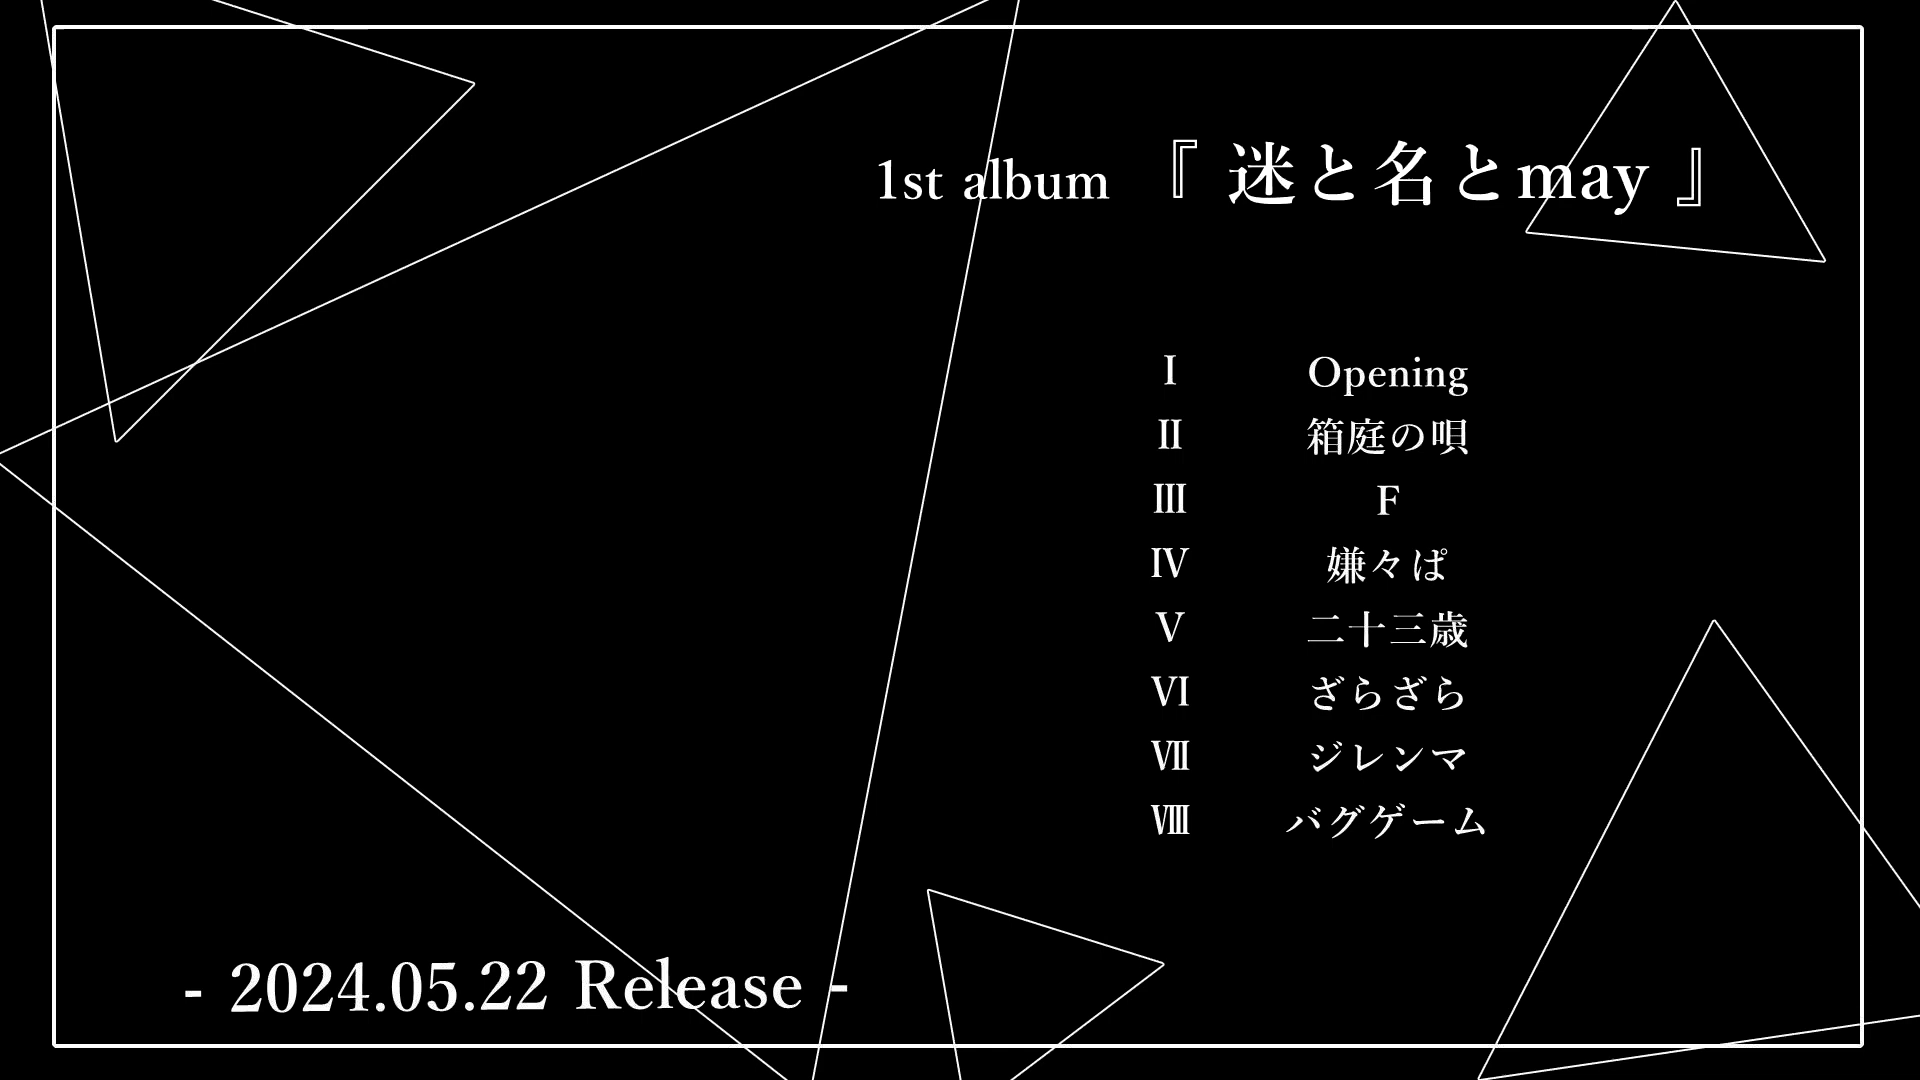 1st album 『 迷と名とmay 』
Ⅰ Opening
Ⅱ 箱庭の唄
Ⅲ F
Ⅳ 嫌々ぱ
Ⅴ 二十三歳
Ⅵ ざらざら
Ⅶ ジレンマ
Ⅷ バグゲーム
- 2024.05.22 Release -